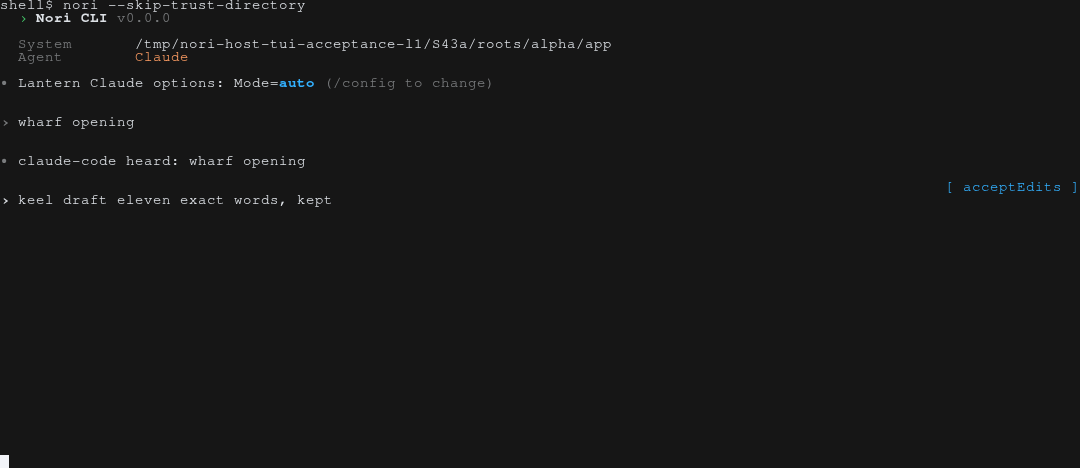 shell$ nori --skip-trust-directory
› Nori CLI v0.0.0
System /tmp/nori-host-tui-acceptance-l1/S43a/roots/alpha/app
Agent Claude
• Lantern Claude options: Mode=auto (/config to change)
› wharf opening
• claude-code heard: wharf opening
[ acceptEdits ]
› keel draft eleven exact words, kept